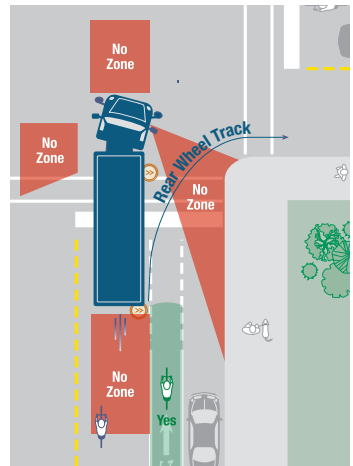 No
Zone
No
Zone
Rear Wheel Track
No
Zone
>>
>>
No
Zone
Yes